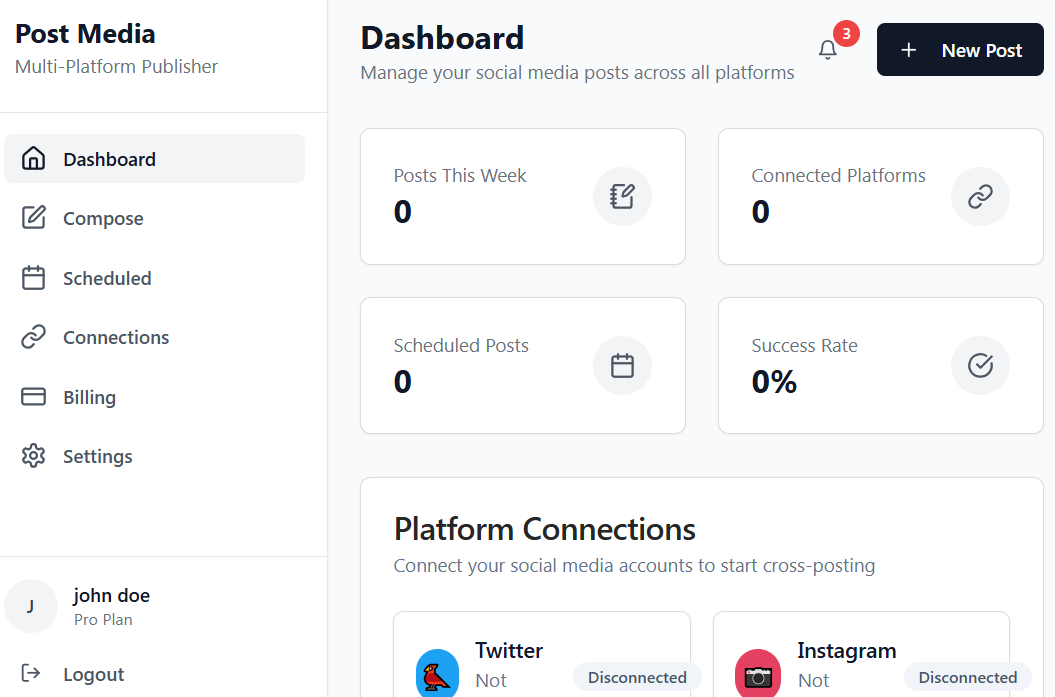 Post Media
Multi-Platform Publisher
Dashboard
Compose
Scheduled
Connections
Billing
Settings
J
john doe
Pro Plan
Logout
Dashboard
Manage your social media posts across all platforms
3
New Post
Posts This Week
0
Connected Platforms
0
Scheduled Posts
0
Success Rate
0%
Platform Connections
Connect your social media accounts to start cross-posting
Twitter
Not
Disconnected
Instagram
Not
Disconnected